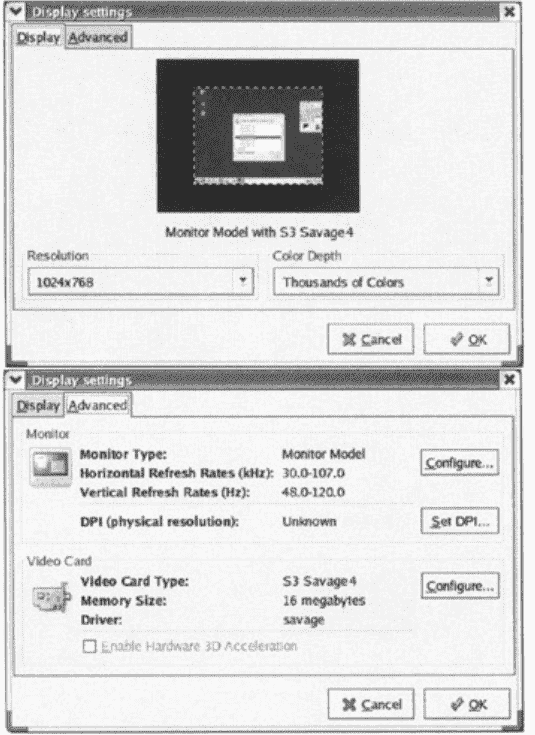 Display settings
Display Advanced
Monitor Model with S3 Savage4
Resolution Color Depth
1024x768 Thousands of Colors
Cancel OK
Display settings
Display Advanced
Monitor
Monitor Type: Monitor Model Configure...
Horizontal Refresh Rates (kHz): 30.0-107.0
Vertical Refresh Rates (Hz): 48.0-120.0
DPI (physical resolution): Unknown Set DPI...
Video Card
Video Card Type: S3 Savage4 Configure...
Memory Size: 16 megabytes
Driver: savage
Enable Hardware 3D Acceleration
Cancel OK